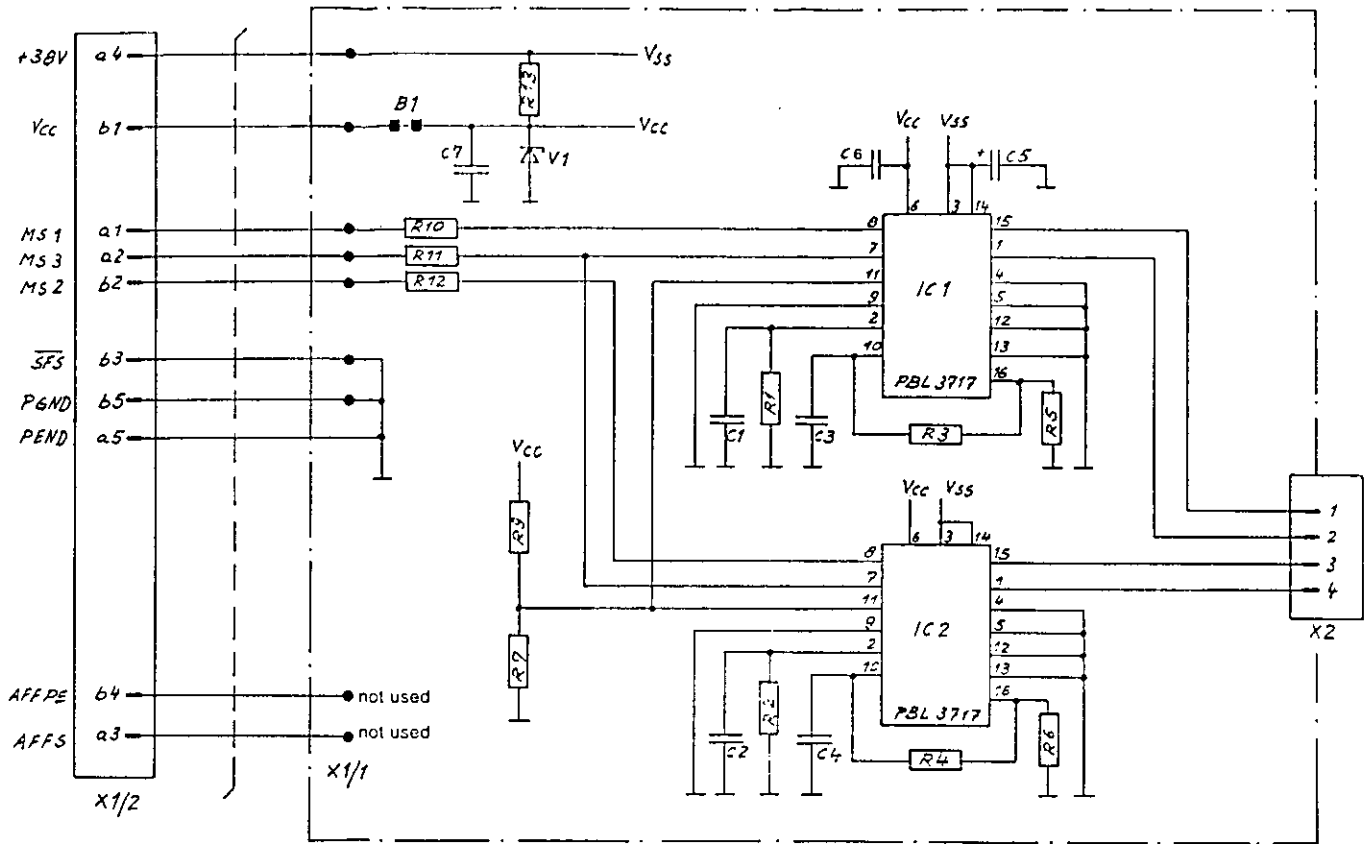 +38V a4 Vss
R13
Vcc b1 B1 Vcc
C7 V1
Vcc Vss
C6 + C5
6 3 14
MS1 a1 R10 8 15
MS3 a2 R11 7 1
MS2 b2 R12 11 4
IC1
9 5
2 12
10 13
16
PBL3717
SFS b3
PGND b5
PEND a5
C1 R1 C3 R3 R5
Vcc
R9
R7
Vcc Vss
6 3 14
8 15
7 1
11 4
IC2
9 5
2 12
10 13
16
PBL3717
C2 R2 C4 R4 R6
1
2
3
4
X2
AFFPE b4 not used
AFFS a3 not used
X1/2 X1/1